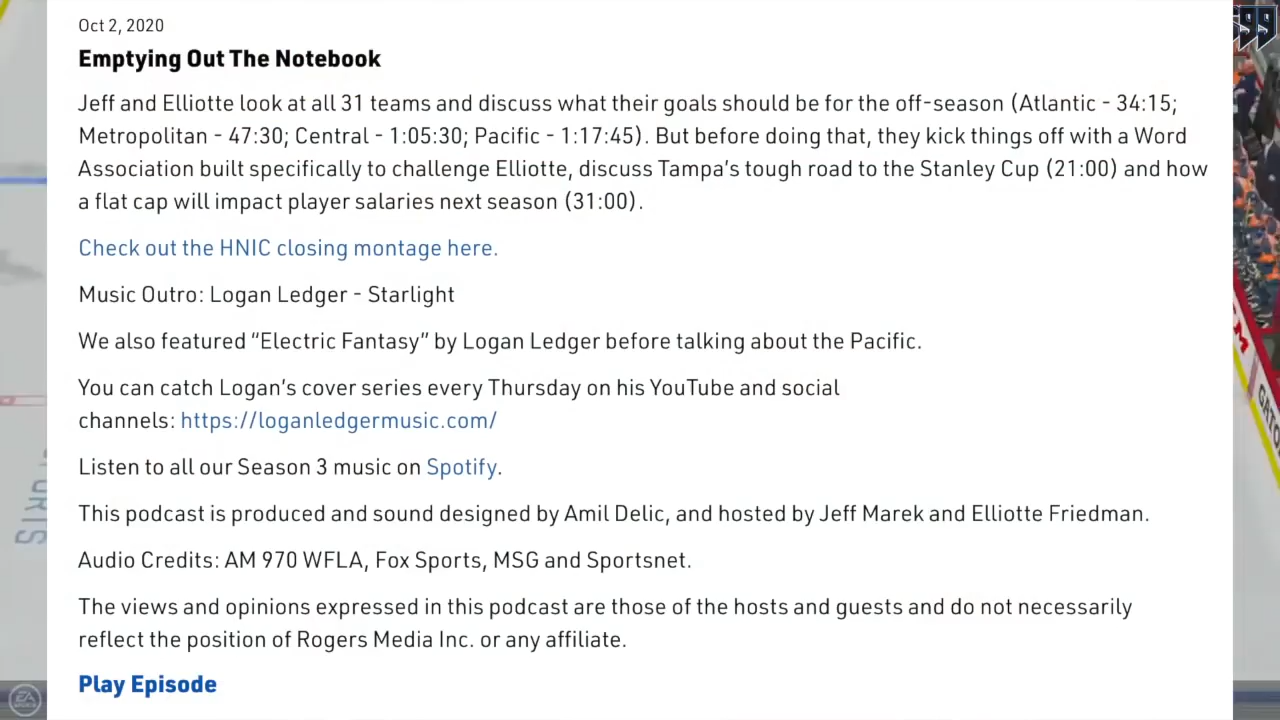 Oct 2, 2020
Emptying Out The Notebook
Jeff and Elliotte look at all 31 teams and discuss what their goals should be for the off-season (Atlantic - 34:15;
Metropolitan - 47:30; Central - 1:05:30; Pacific - 1:17:45). But before doing that, they kick things off with a Word
Association built specifically to challenge Elliotte, discuss Tampa’s tough road to the Stanley Cup (21:00) and how
a flat cap will impact player salaries next season (31:00).
Check out the HNIC closing montage here.
Music Outro: Logan Ledger - Starlight
We also featured “Electric Fantasy” by Logan Ledger before talking about the Pacific.
You can catch Logan’s cover series every Thursday on his YouTube and social
channels: https://loganledgermusic.com/
Listen to all our Season 3 music on Spotify.
This podcast is produced and sound designed by Amil Delic, and hosted by Jeff Marek and Elliotte Friedman.
Audio Credits: AM 970 WFLA, Fox Sports, MSG and Sportsnet.
The views and opinions expressed in this podcast are those of the hosts and guests and do not necessarily
reflect the position of Rogers Media Inc. or any affiliate.
Play Episode